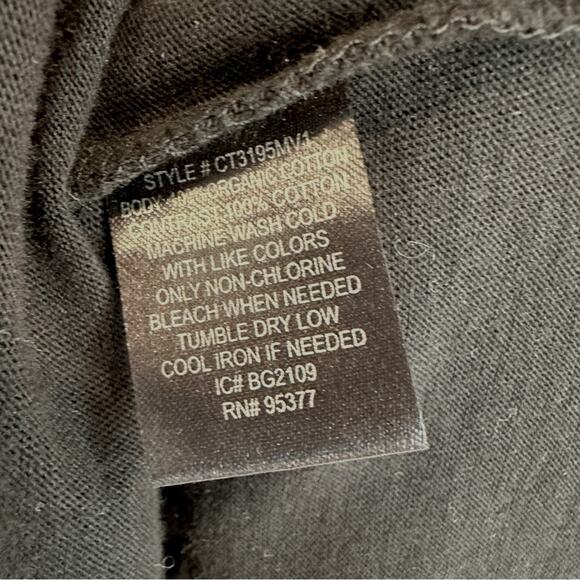 STYLE # CT3195MV1
BODY 100% ORGANIC COTTON
CONTRAST 100% COTTON
MACHINE WASH COLD
WITH LIKE COLORS
ONLY NON-CHLORINE
BLEACH WHEN NEEDED
TUMBLE DRY LOW
COOL IRON IF NEEDED
IC# BG2109
RN# 95377